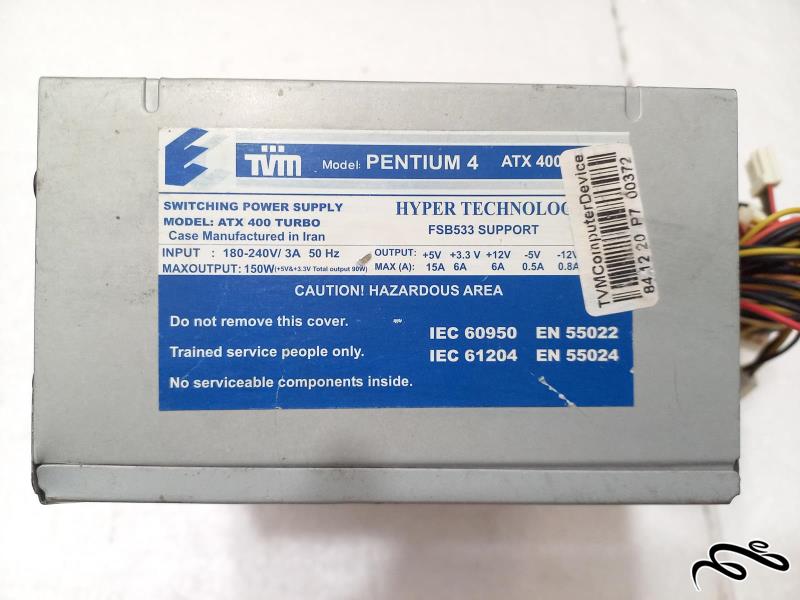 TVM Model: PENTIUM 4 ATX 400
SWITCHING POWER SUPPLY
MODEL: ATX 400 TURBO
Case Manufactured in Iran
HYPER TECHNOLOG
FSB533 SUPPORT
INPUT : 180-240V/ 3A 50 Hz
MAXOUTPUT: 150W(+5V&+3.3V Total output 90W)
OUTPUT: +5V +3.3 V +12V -5V -12V
MAX (A): 15A 6A 6A 0.5A 0.8A
CAUTION! HAZARDOUS AREA
Do not remove this cover.
Trained service people only.
No serviceable components inside.
IEC 60950 EN 55022
IEC 61204 EN 55024
TVMComputerDevice
84.12 20 P7 00372